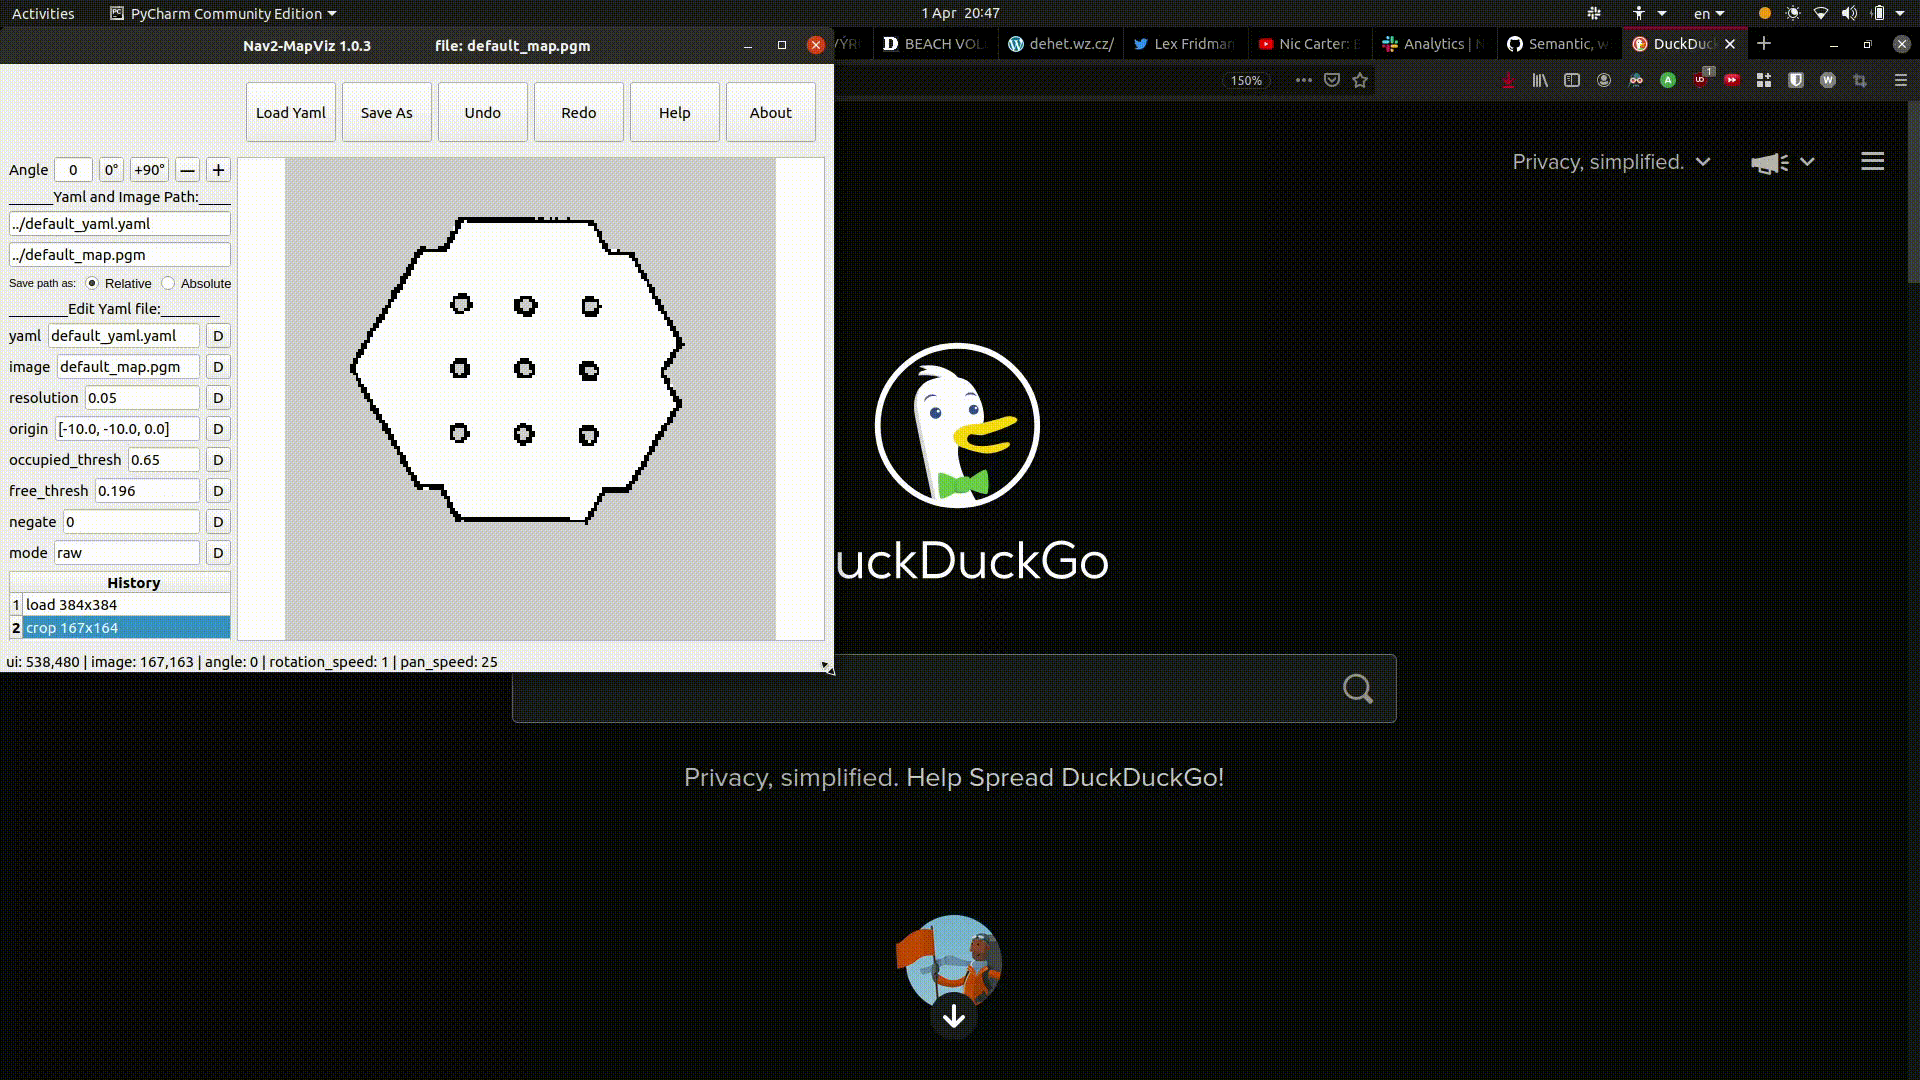 Activities PyCharm Community Edition 1 Apr 20:47 en
Nav2-MapViz 1.0.3 file: default_map.pgm
BEACH VOL dehet.wz.cz/ Lex Fridman Nic Carter: Analytics | Semantic, w DuckDuc
150% 1
Load Yaml Save As Undo Redo Help About
Angle 0 0° +90° — +
Yaml and Image Path:
../default_yaml.yaml
../default_map.pgm
Save path as: Relative Absolute
Edit Yaml file:
yaml default_yaml.yaml D
image default_map.pgm D
resolution 0.05 D
origin [-10.0, -10.0, 0.0] D
occupied_thresh 0.65 D
free_thresh 0.196 D
negate 0 D
mode raw D
History
1 load 384x384
2 crop 167x164
ui: 538,480 | image: 167,163 | angle: 0 | rotation_speed: 1 | pan_speed: 25
Privacy, simplified.
uckDuckGo
Privacy, simplified. Help Spread DuckDuckGo!